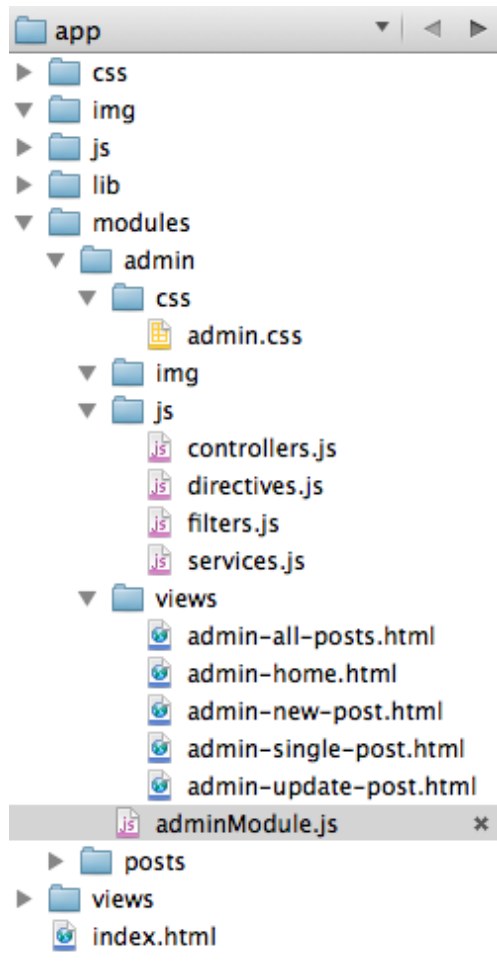 app
css
img
js
lib
modules
admin
css
admin.css
img
js
controllers.js
directives.js
filters.js
services.js
views
admin-all-posts.html
admin-home.html
admin-new-post.html
admin-single-post.html
admin-update-post.html
adminModule.js
posts
views
index.html